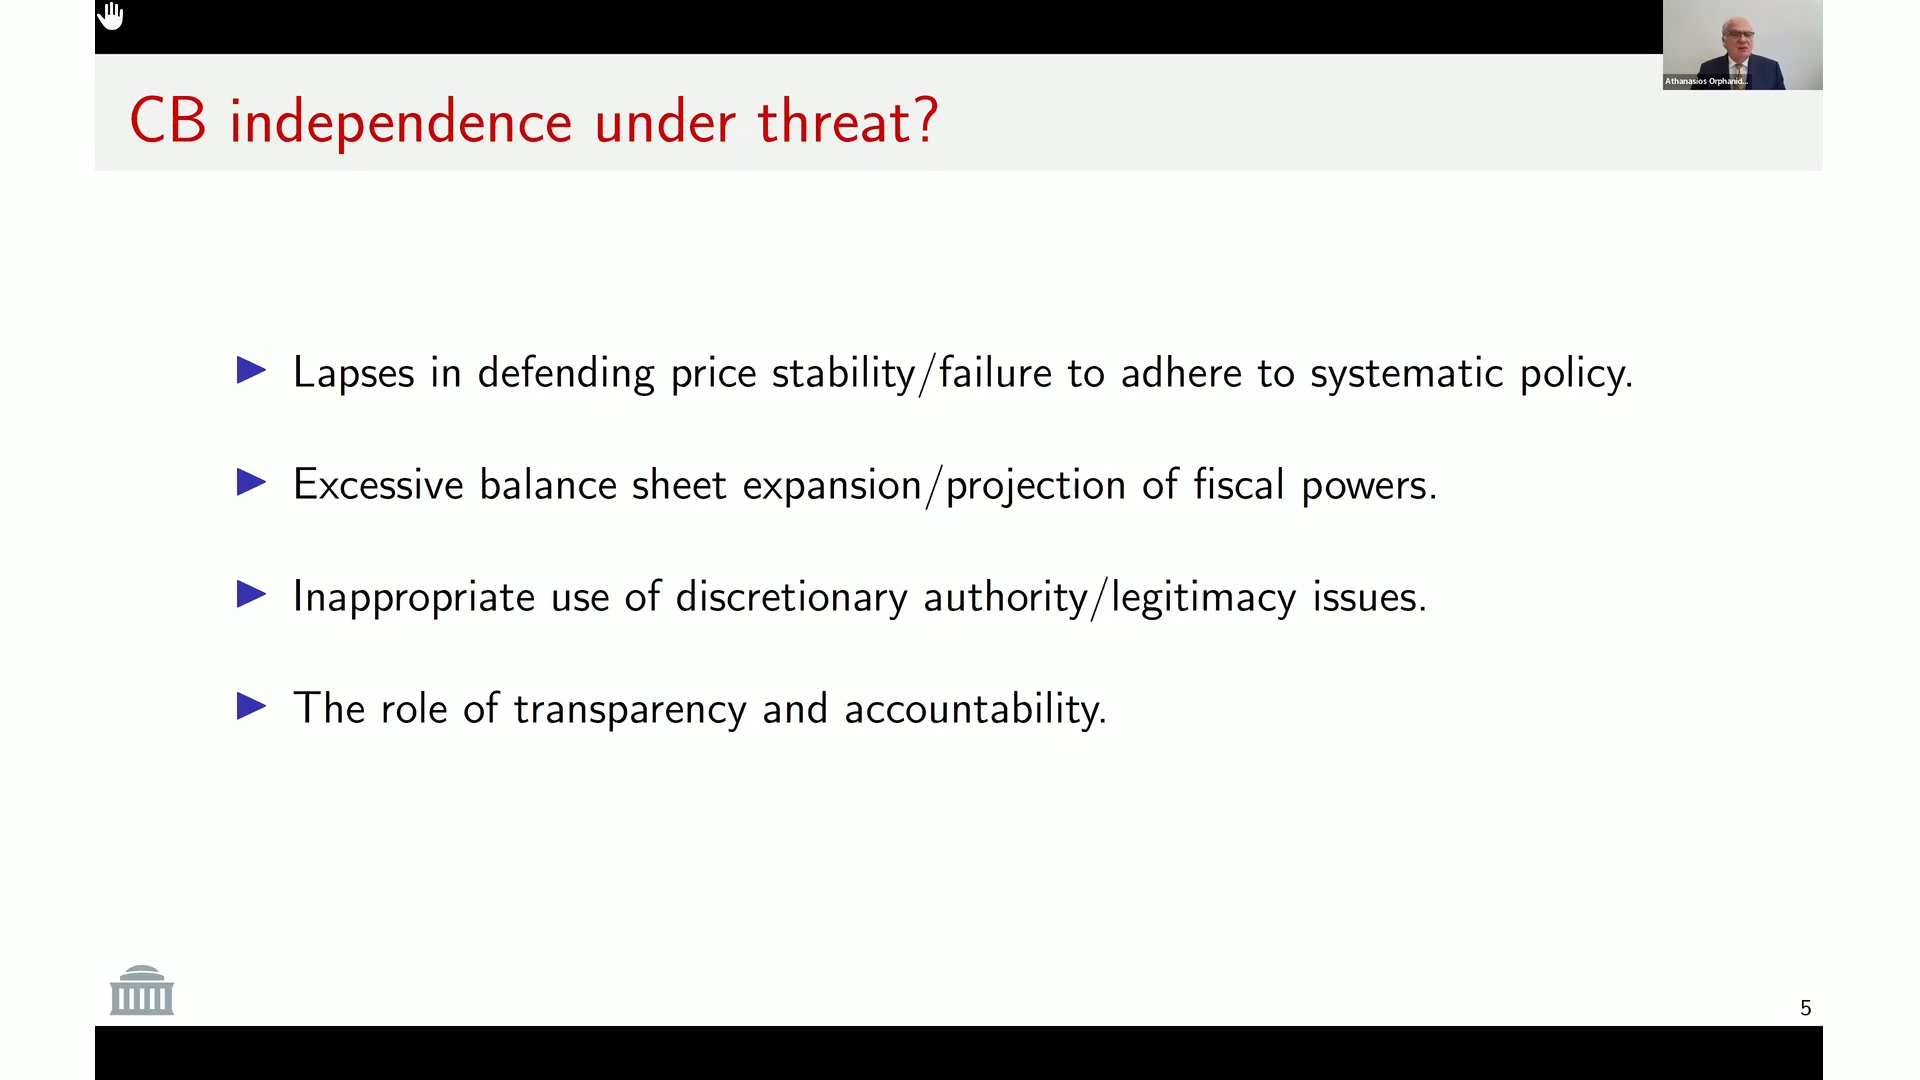 Athanasios Orphanid...
CB independence under threat?
Lapses in defending price stability/failure to adhere to systematic policy.
Excessive balance sheet expansion/projection of fiscal powers.
Inappropriate use of discretionary authority/legitimacy issues.
The role of transparency and accountability.
5